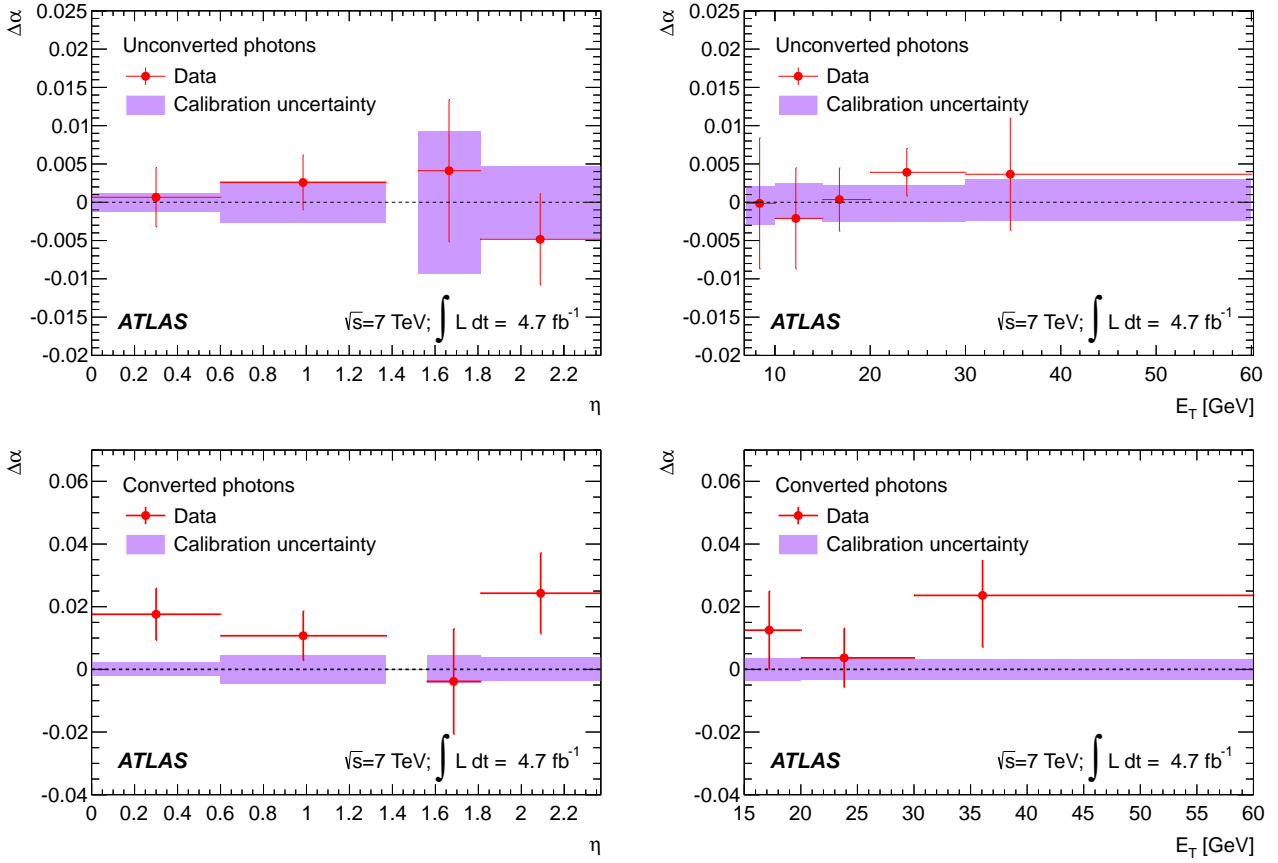 Δα
0.025
0.02
0.015
0.01
0.005
0
-0.005
-0.01
-0.015
-0.02
Unconverted photons
Data
Calibration uncertainty
ATLAS
√s=7 TeV; ∫ L dt = 4.7 fb⁻¹
0 0.2 0.4 0.6 0.8 1 1.2 1.4 1.6 1.8 2 2.2
η
Δα
0.025
0.02
0.015
0.01
0.005
0
-0.005
-0.01
-0.015
-0.02
Unconverted photons
Data
Calibration uncertainty
ATLAS
√s=7 TeV; ∫ L dt = 4.7 fb⁻¹
10 20 30 40 50 60
E_T [GeV]
Δα
0.06
0.04
0.02
0
-0.02
-0.04
Converted photons
Data
Calibration uncertainty
ATLAS
√s=7 TeV; ∫ L dt = 4.7 fb⁻¹
0 0.2 0.4 0.6 0.8 1 1.2 1.4 1.6 1.8 2 2.2
η
Δα
0.06
0.04
0.02
0
-0.02
-0.04
Converted photons
Data
Calibration uncertainty
ATLAS
√s=7 TeV; ∫ L dt = 4.7 fb⁻¹
15 20 25 30 35 40 45 50 55 60
E_T [GeV]